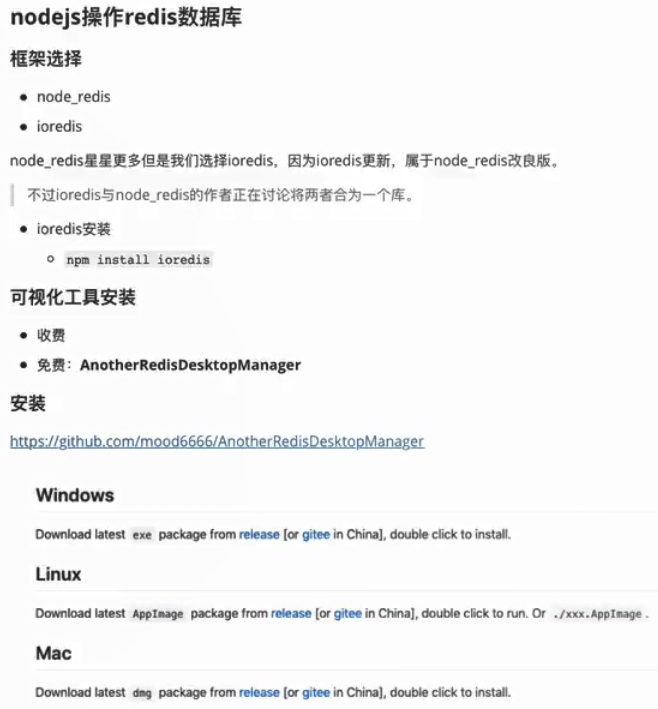 nodejs操作redis数据库
框架选择
node_redis
ioredis
node_redis星星更多但是我们选择ioredis，因为ioredis更新，属于node_redis改良版。
不过ioredis与node_redis的作者正在讨论将两者合为一个库。
ioredis安装
npm install ioredis
可视化工具安装
收费
免费：AnotherRedisDesktopManager
安装
https://github.com/mood6666/AnotherRedisDesktopManager
Windows
Download latest exe package from release [or gitee in China], double click to install.
Linux
Download latest AppImage package from release [or gitee in China], double click to run. Or ./xxx.AppImage .
Mac
Download latest dmg package from release [or gitee in China], double click to install.